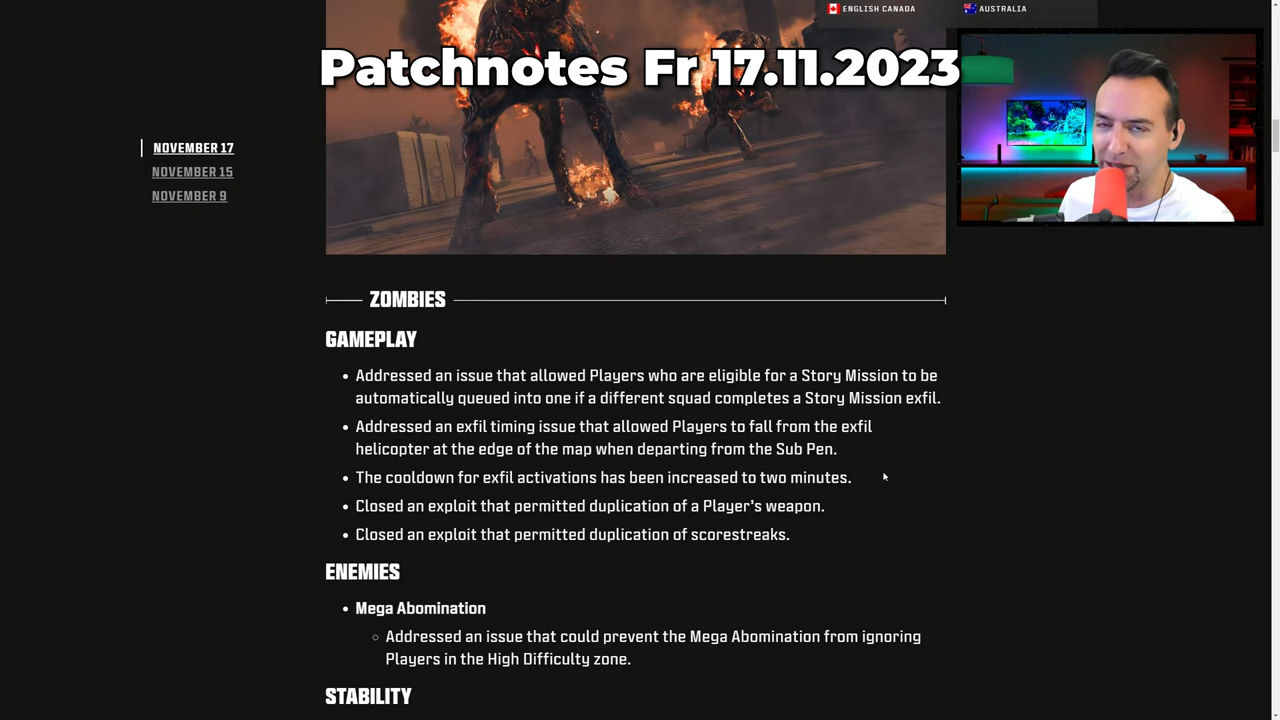 ENGLISH CANADA
AUSTRALIA
Patchnotes Fr 17.11.2023
NOVEMBER 17
NOVEMBER 15
NOVEMBER 9
ZOMBIES
GAMEPLAY
• Addressed an issue that allowed Players who are eligible for a Story Mission to be
automatically queued into one if a different squad completes a Story Mission exfil.
• Addressed an exfil timing issue that allowed Players to fall from the exfil
helicopter at the edge of the map when departing from the Sub Pen.
• The cooldown for exfil activations has been increased to two minutes.
• Closed an exploit that permitted duplication of a Player’s weapon.
• Closed an exploit that permitted duplication of scorestreaks.
ENEMIES
• Mega Abomination
○ Addressed an issue that could prevent the Mega Abomination from ignoring
Players in the High Difficulty zone.
STABILITY